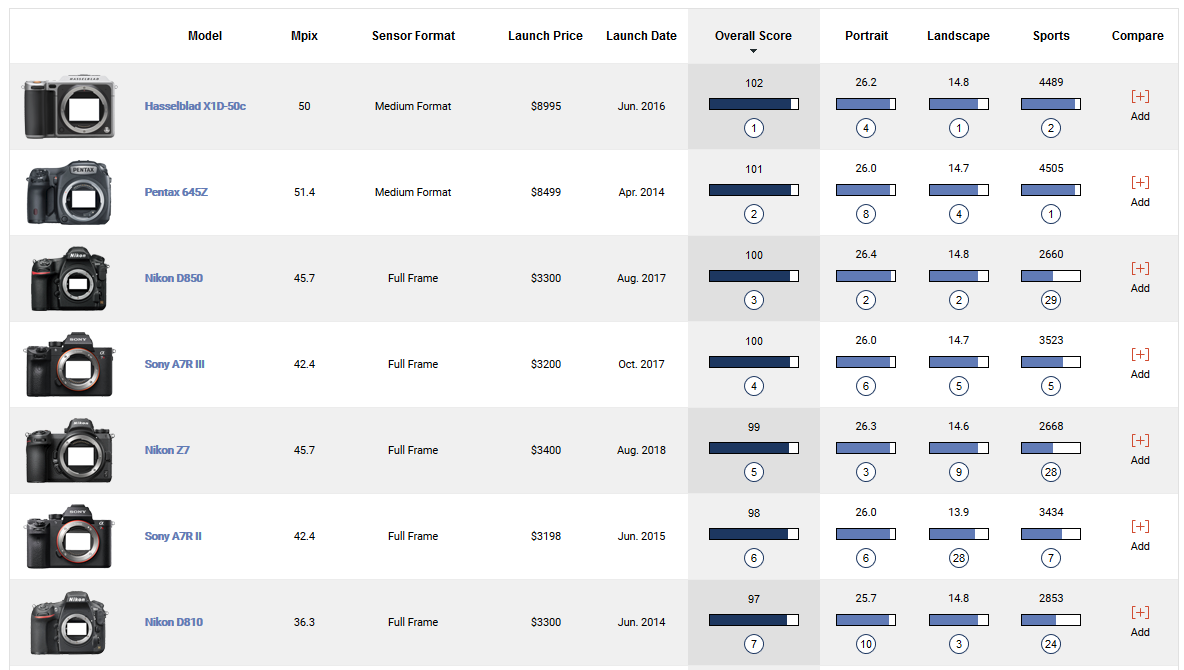 Model Mpix Sensor Format Launch Price Launch Date Overall Score Portrait Landscape Sports Compare
Hasselblad X1D-50c 50 Medium Format $8995 Jun. 2016 102 26.2 14.8 4489 [+]
1 4 1 2 Add
Pentax 645Z 51.4 Medium Format $8499 Apr. 2014 101 26.0 14.7 4505 [+]
2 8 4 1 Add
Nikon D850 45.7 Full Frame $3300 Aug. 2017 100 26.4 14.8 2660 [+]
3 2 2 29 Add
Sony A7R III 42.4 Full Frame $3200 Oct. 2017 100 26.0 14.7 3523 [+]
4 6 5 5 Add
Nikon Z7 45.7 Full Frame $3400 Aug. 2018 99 26.3 14.6 2668 [+]
5 3 9 28 Add
Sony A7R II 42.4 Full Frame $3198 Jun. 2015 98 26.0 13.9 3434 [+]
6 6 28 7 Add
Nikon D810 36.3 Full Frame $3300 Jun. 2014 97 25.7 14.8 2853 [+]
7 10 3 24 Add